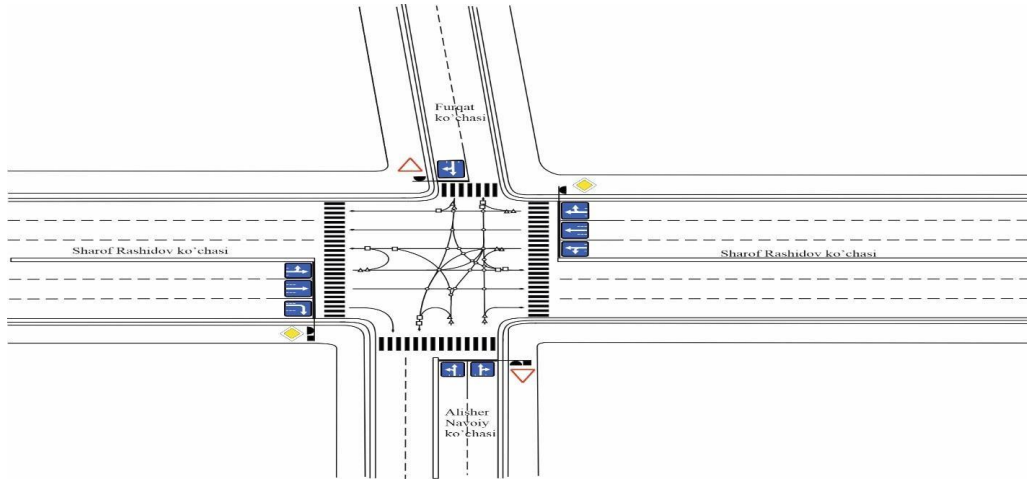 Furqat
ko'chasi
Sharof Rashidov ko'chasi
Sharof Rashidov ko'chasi
Alisher
Navoiy
ko'chasi